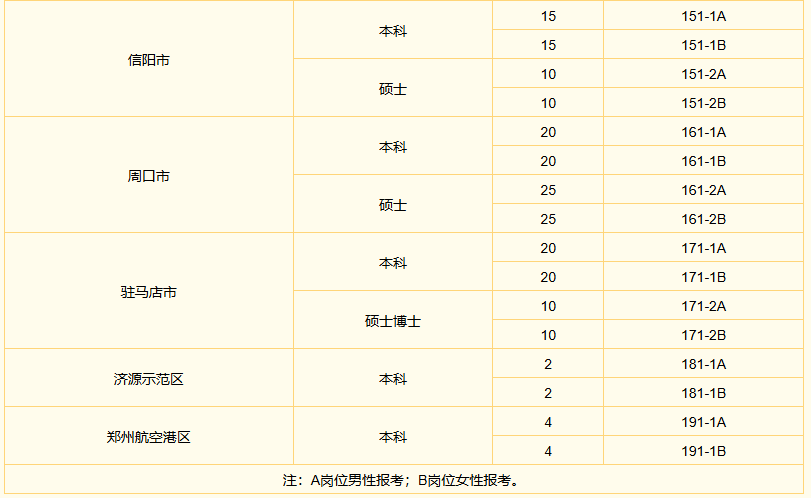 信阳市 本科 15 151-1A
15 151-1B
硕士 10 151-2A
10 151-2B
周口市 本科 20 161-1A
20 161-1B
硕士 25 161-2A
25 161-2B
驻马店市 本科 20 171-1A
20 171-1B
硕士博士 10 171-2A
10 171-2B
济源示范区 本科 2 181-1A
2 181-1B
郑州航空港区 本科 4 191-1A
4 191-1B
注：A岗位男性报考；B岗位女性报考。